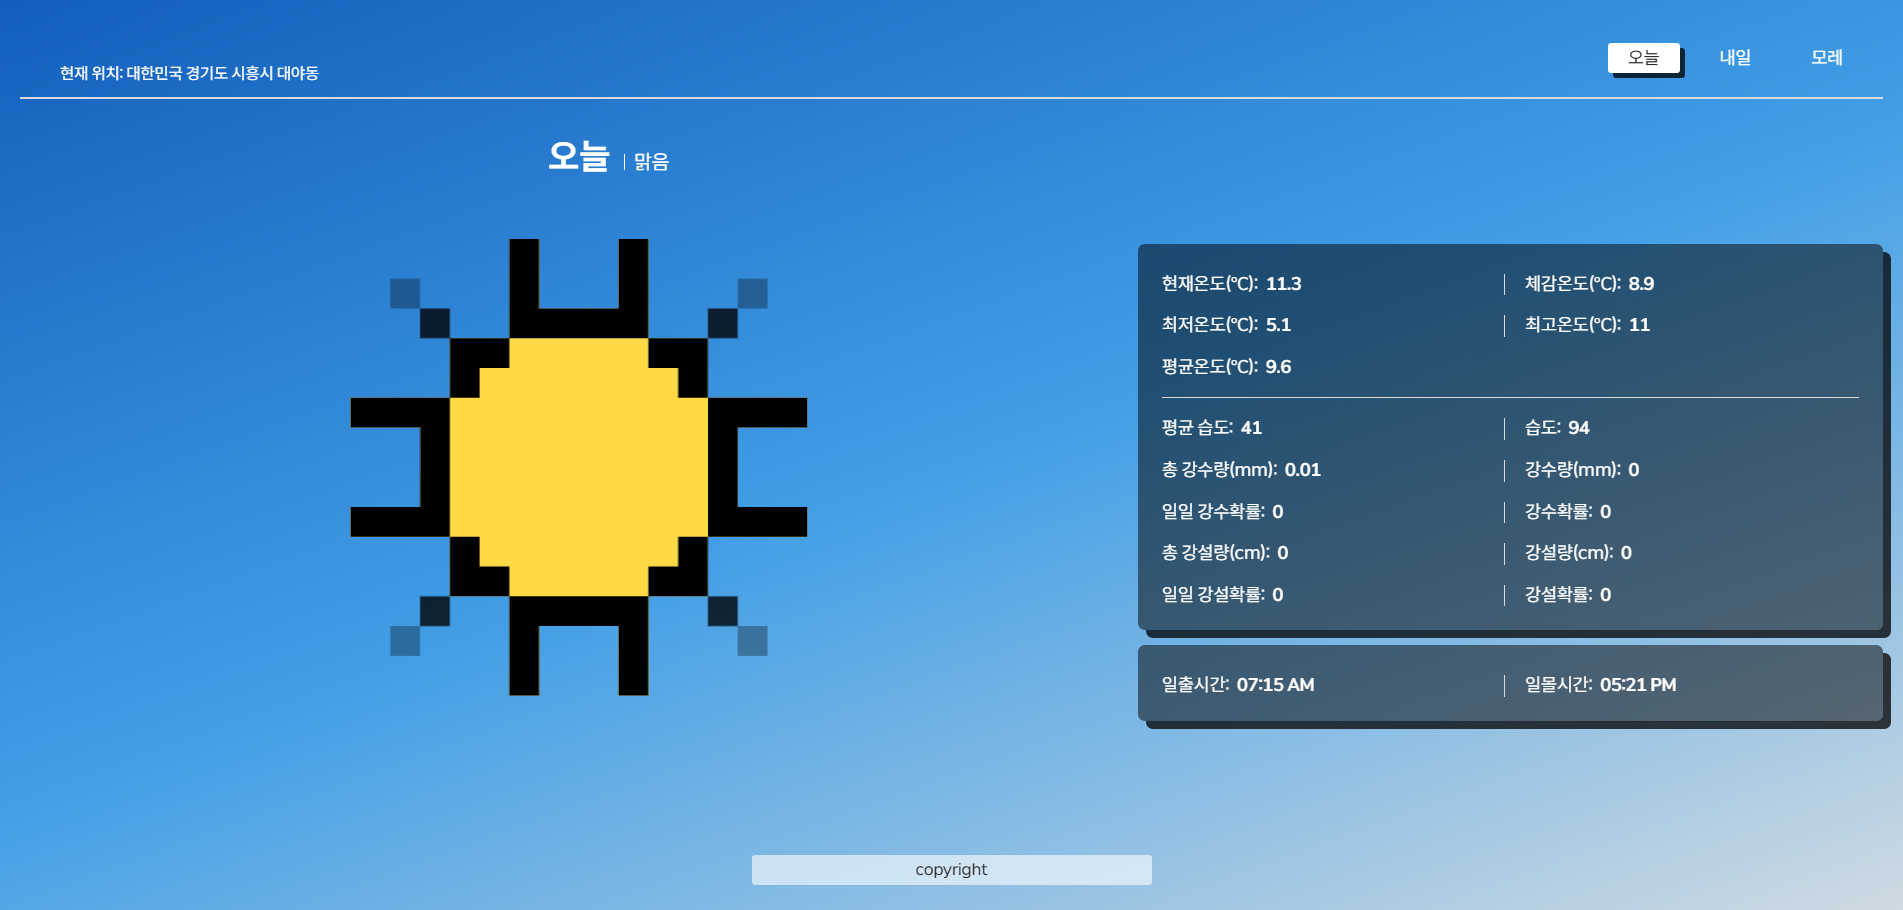 현재 위치: 대한민국 경기도 시흥시 대야동
오늘 내일 모레
오늘 | 맑음
현재온도(℃): 11.3 | 체감온도(℃): 8.9
최저온도(℃): 5.1 | 최고온도(℃): 11
평균온도(℃): 9.6
평균 습도: 41 | 습도: 94
총 강수량(mm): 0.01 | 강수량(mm): 0
일일 강수확률: 0 | 강수확률: 0
총 강설량(cm): 0 | 강설량(cm): 0
일일 강설확률: 0 | 강설확률: 0
일출시간: 07:15 AM | 일몰시간: 05:21 PM
copyright